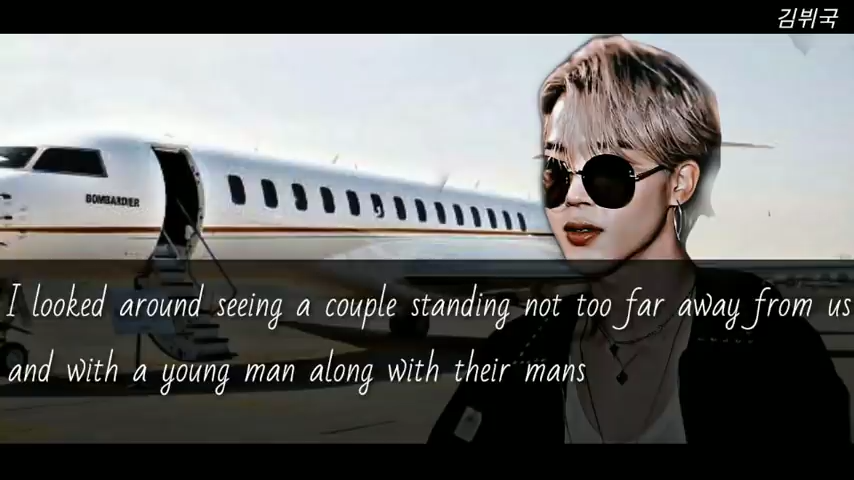 김뷔국
BOMBARDIER
I looked around seeing a couple standing not too far away from us
and with a young man along with their mans